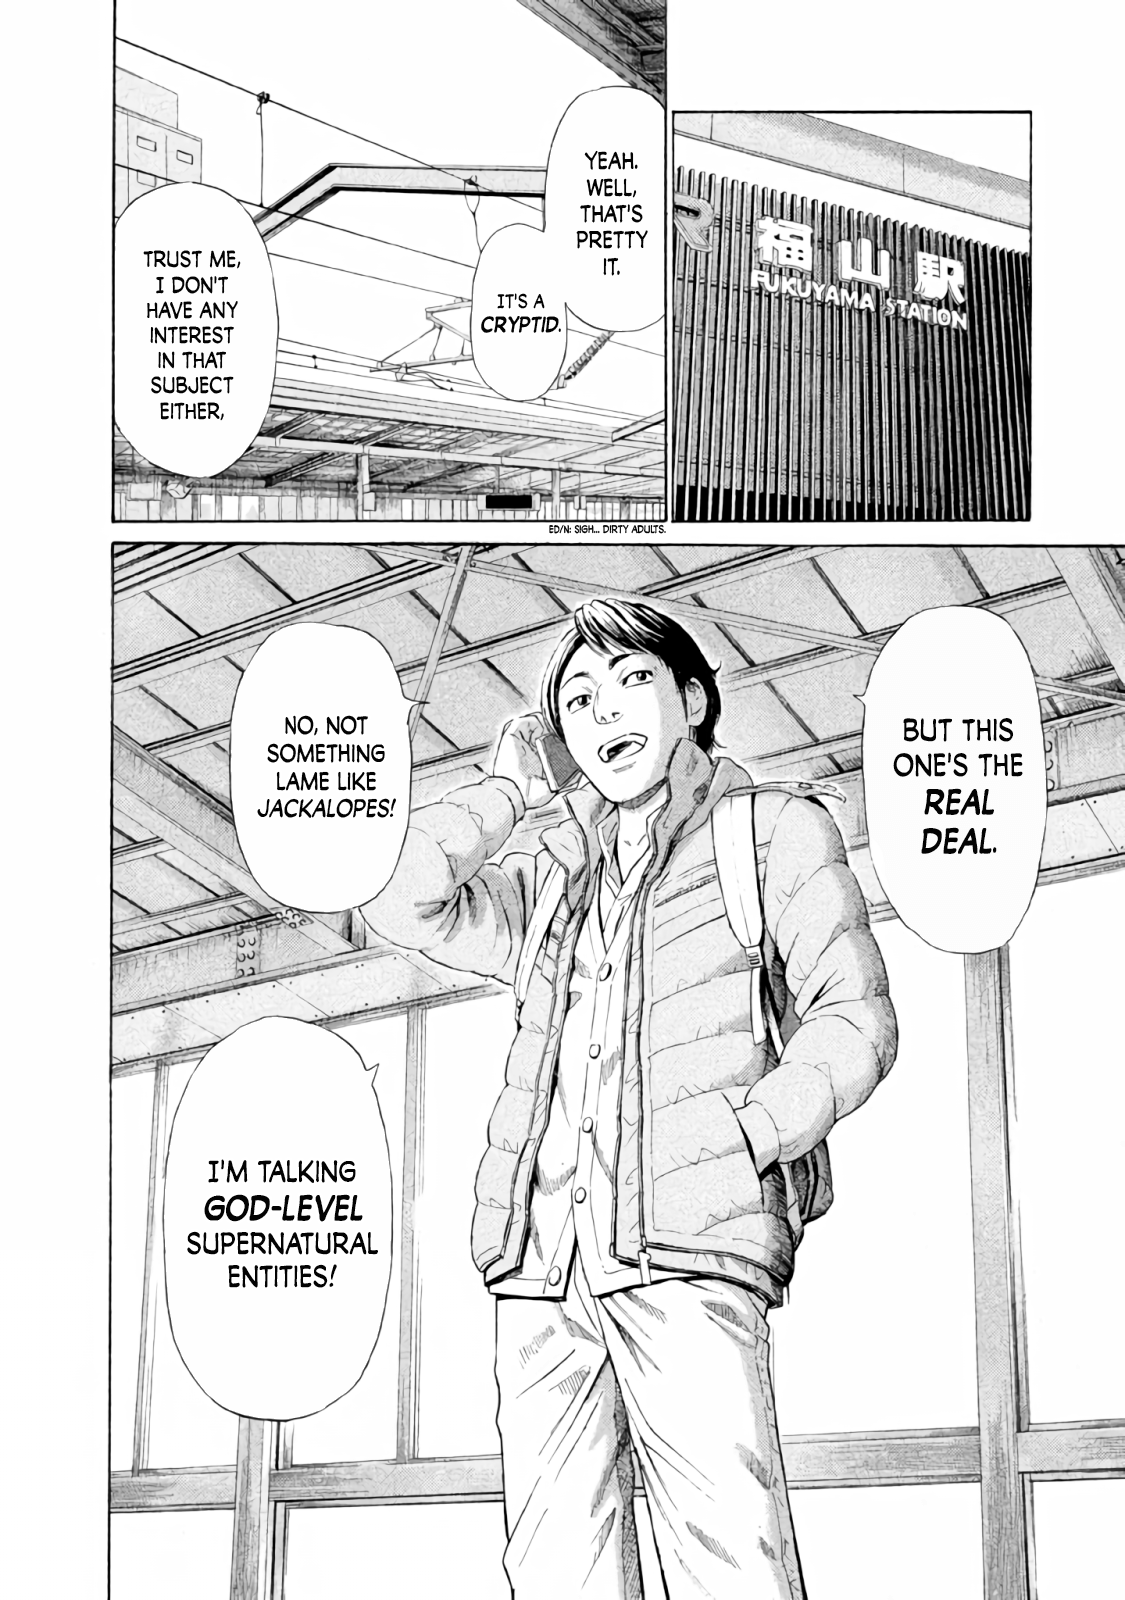 R 福山駅
FUKUYAMA STATION
YEAH.
WELL,
THAT'S
PRETTY
IT.
IT'S A
CRYPTID.
TRUST ME,
I DON'T
HAVE ANY
INTEREST
IN THAT
SUBJECT
EITHER,
ED/N: SIGH... DIRTY ADULTS.
BUT THIS
ONE'S THE
REAL
DEAL.
NO, NOT
SOMETHING
LAME LIKE
JACKALOPES!
I'M TALKING
GOD-LEVEL
SUPERNATURAL
ENTITIES!